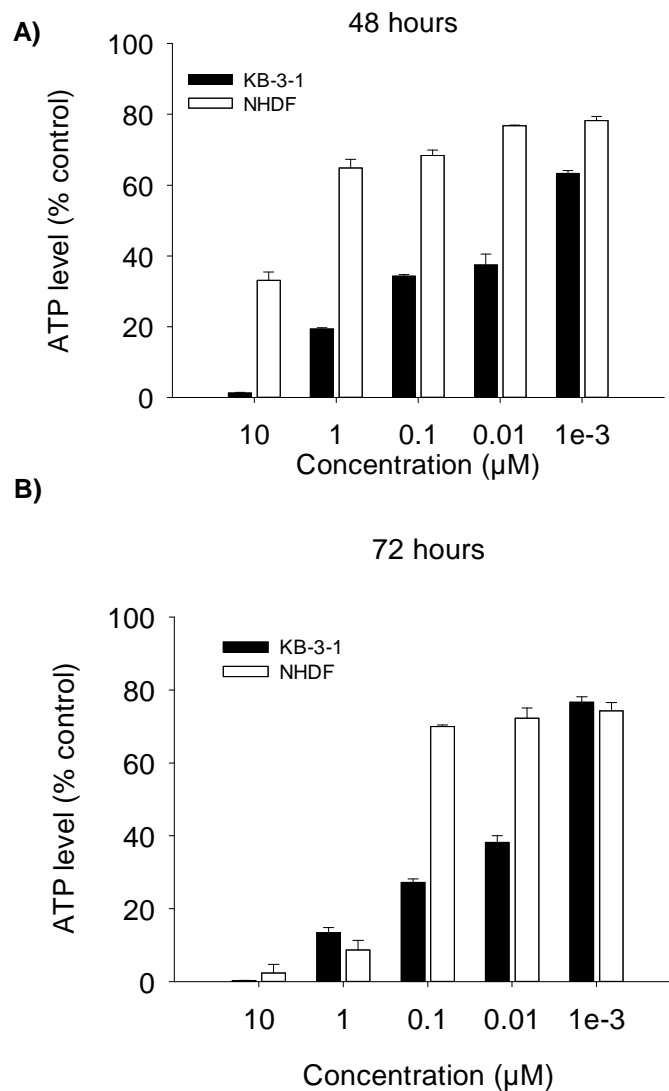 A)
48 hours
KB-3-1
NHDF
ATP level (% control)
100
80
60
40
20
0
10 1 0.1 0.01 1e-3
Concentration (µM)
B)
72 hours
KB-3-1
NHDF
ATP level (% control)
100
80
60
40
20
0
10 1 0.1 0.01 1e-3
Concentration (µM)